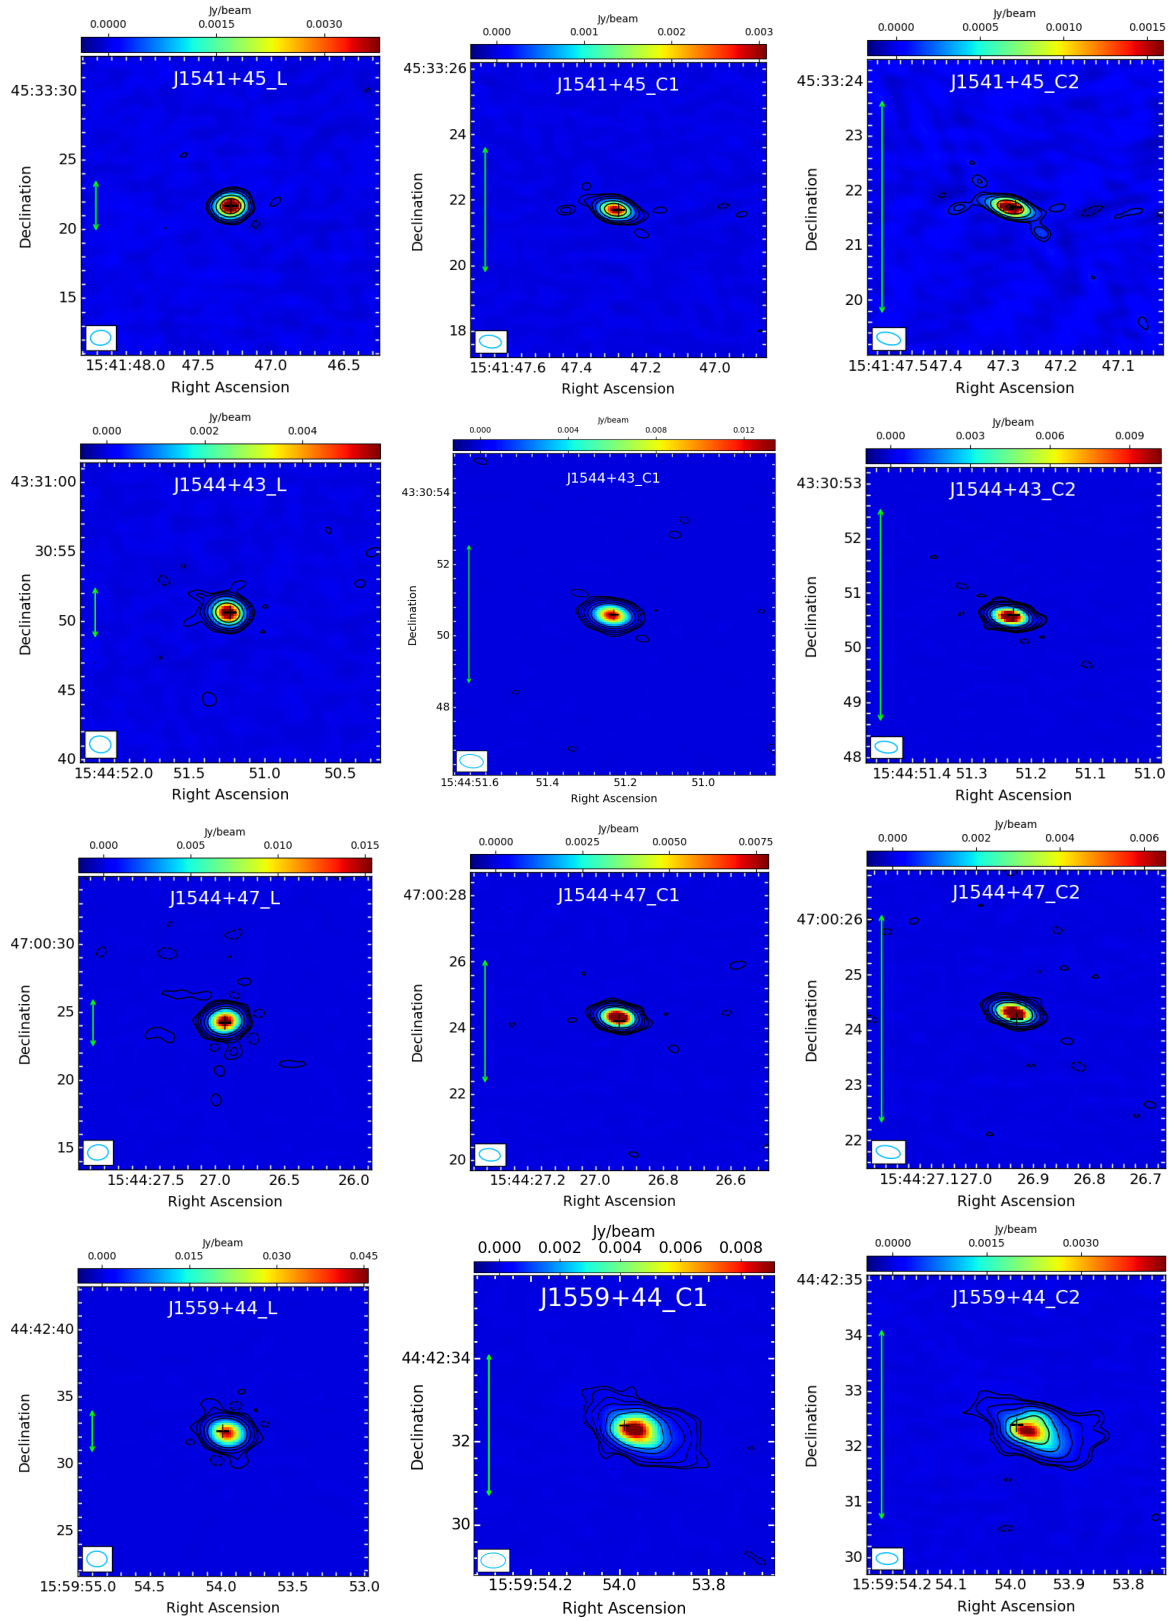 Jy/beam
0.0000 0.0015 0.0030
J1541+45_L
45:33:30
25
20
15
Declination
15:41:48.0 47.5 47.0 46.5
Right Ascension
Jy/beam
0.000 0.001 0.002 0.003
J1541+45_C1
45:33:26
24
22
20
18
Declination
15:41:47.6 47.4 47.2 47.0
Right Ascension
Jy/beam
0.0000 0.0005 0.0010 0.0015
J1541+45_C2
45:33:24
23
22
21
20
Declination
15:41:47.547.4 47.3 47.2 47.1
Right Ascension
Jy/beam
0.000 0.002 0.004
J1544+43_L
43:31:00
30:55
50
45
40
Declination
15:44:52.0 51.5 51.0 50.5
Right Ascension
Jy/beam
0.000 0.004 0.008 0.012
J1544+43_C1
43:30:54
52
50
48
Declination
15:44:51.6 51.4 51.2 51.0
Right Ascension
Jy/beam
0.000 0.003 0.006 0.009
J1544+43_C2
43:30:53
52
51
50
49
48
Declination
15:44:51.4 51.3 51.2 51.1 51.0
Right Ascension
Jy/beam
0.000 0.005 0.010 0.015
J1544+47_L
47:00:30
25
20
15
Declination
15:44:27.5 27.0 26.5 26.0
Right Ascension
Jy/beam
0.0000 0.0025 0.0050 0.0075
J1544+47_C1
47:00:28
26
24
22
20
Declination
15:44:27.2 27.0 26.8 26.6
Right Ascension
Jy/beam
0.000 0.002 0.004 0.006
J1544+47_C2
47:00:26
25
24
23
22
Declination
15:44:27.127.0 26.9 26.8 26.7
Right Ascension
Jy/beam
0.000 0.015 0.030 0.045
J1559+44_L
44:42:40
35
30
25
Declination
15:59:55.0 54.5 54.0 53.5 53.0
Right Ascension
Jy/beam
0.000 0.002 0.004 0.006 0.008
J1559+44_C1
44:42:34
32
30
Declination
15:59:54.2 54.0 53.8
Right Ascension
Jy/beam
0.0000 0.0015 0.0030
J1559+44_C2
44:42:35
34
33
32
31
30
Declination
15:59:54.2 54.1 54.0 53.9 53.8
Right Ascension